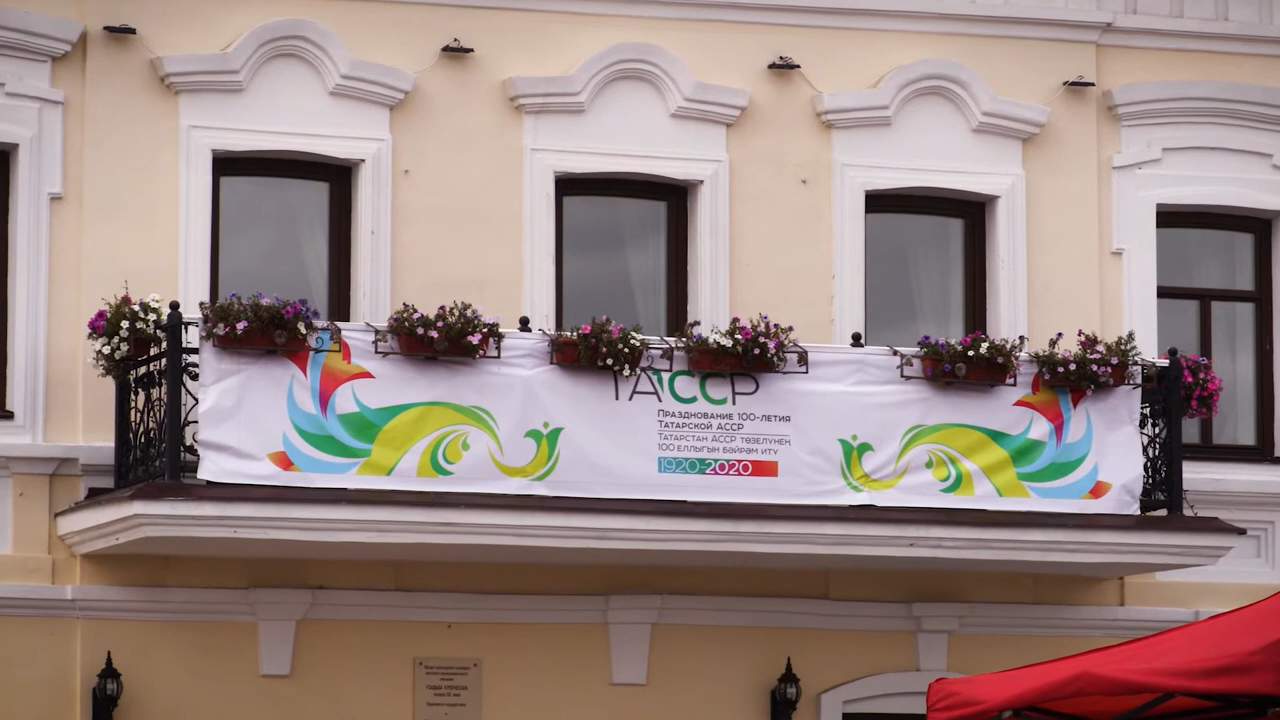 ТАССР
Празднование 100-летия
Татарской АССР
Татарстан АССР төзелүнең
100 еллыгын бәйрәм итү
1920-2020